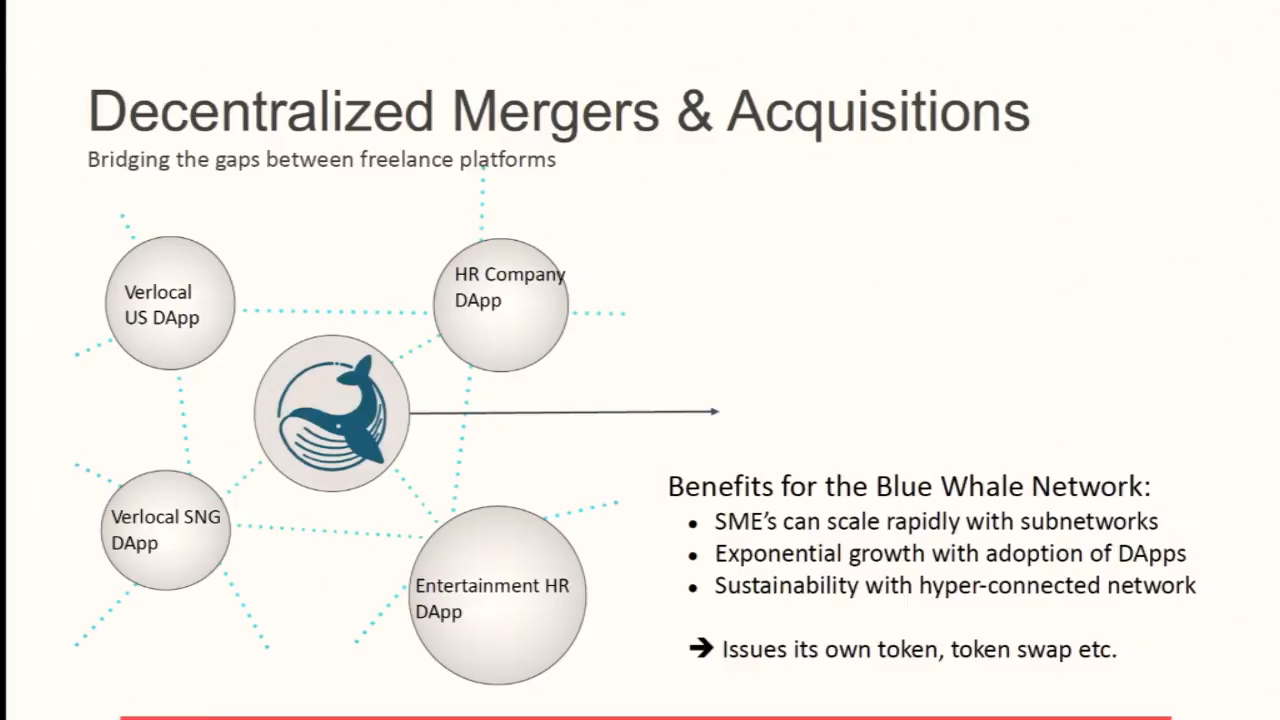 Decentralized Mergers & Acquisitions
Bridging the gaps between freelance platforms
Verlocal
US DApp
HR Company
DApp
Verlocal SNG
DApp
Entertainment HR
DApp
Benefits for the Blue Whale Network:
• SME’s can scale rapidly with subnetworks
• Exponential growth with adoption of DApps
• Sustainability with hyper-connected network
➔ Issues its own token, token swap etc.